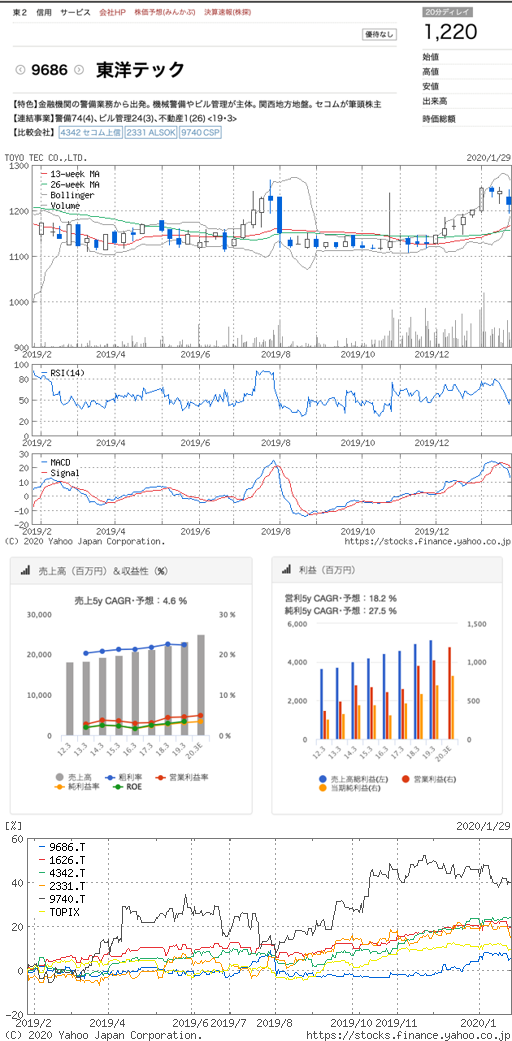 東2 信用 サービス 会社HP 株価予想(みんかぶ) 決算速報(株探)
20分ディレイ
優待なし
1,220
9686 東洋テック
始値
高値
安値
出来高
時価総額
【特色】金融機関の警備業務から出発。機械警備やビル管理が主体。関西地方地盤。セコムが筆頭株主
【連結事業】警備74(4)、ビル管理24(3)、不動産1(26)<19・3>
【比較会社】 4342 セコム上信 2331 ALSOK 9740 CSP
TOYO TEC CO.,LTD. 2020/1/29
1300
1200
1100
1000
900
13-week MA
26-week MA
Bollinger
Volume
2019/2 2019/4 2019/6 2019/8 2019/10 2019/12
100
80
50
20
0
RSI(14)
2019/2 2019/4 2019/6 2019/8 2019/10 2019/12
30
20
10
0
-10
-20
MACD
Signal
2019/2 2019/4 2019/6 2019/8 2019/10 2019/12
(C) 2020 Yahoo Japan Corporation. https://stocks.finance.yahoo.co.jp/
売上高（百万円）＆収益性（%）
売上5y CAGR・予想：4.6 %
30,000
20,000
10,000
0
30 %
20 %
10 %
0 %
12.3 13.3 14.3 15.3 16.3 17.3 18.3 19.3 20.3E
売上高 粗利率 営業利益率
純利益率 ROE
利益（百万円）
営利5y CAGR・予想：18.2 %
純利5y CAGR・予想：27.5 %
6,000
4,000
2,000
0
1,500
1,000
500
0
12.3 13.3 14.3 15.3 16.3 17.3 18.3 19.3 20.3E
売上高総利益(左) 営業利益(右)
当期純利益(右)
[%] 2020/1/29
60
40
20
0
-20
9686.T
1626.T
4342.T
2331.T
9740.T
TOPIX
2019/2 2019/4 2019/6 2019/7 2019/8 2019/10 2019/11 2020/1
(C) 2020 Yahoo Japan Corporation. https://stocks.finance.yahoo.co.jp/